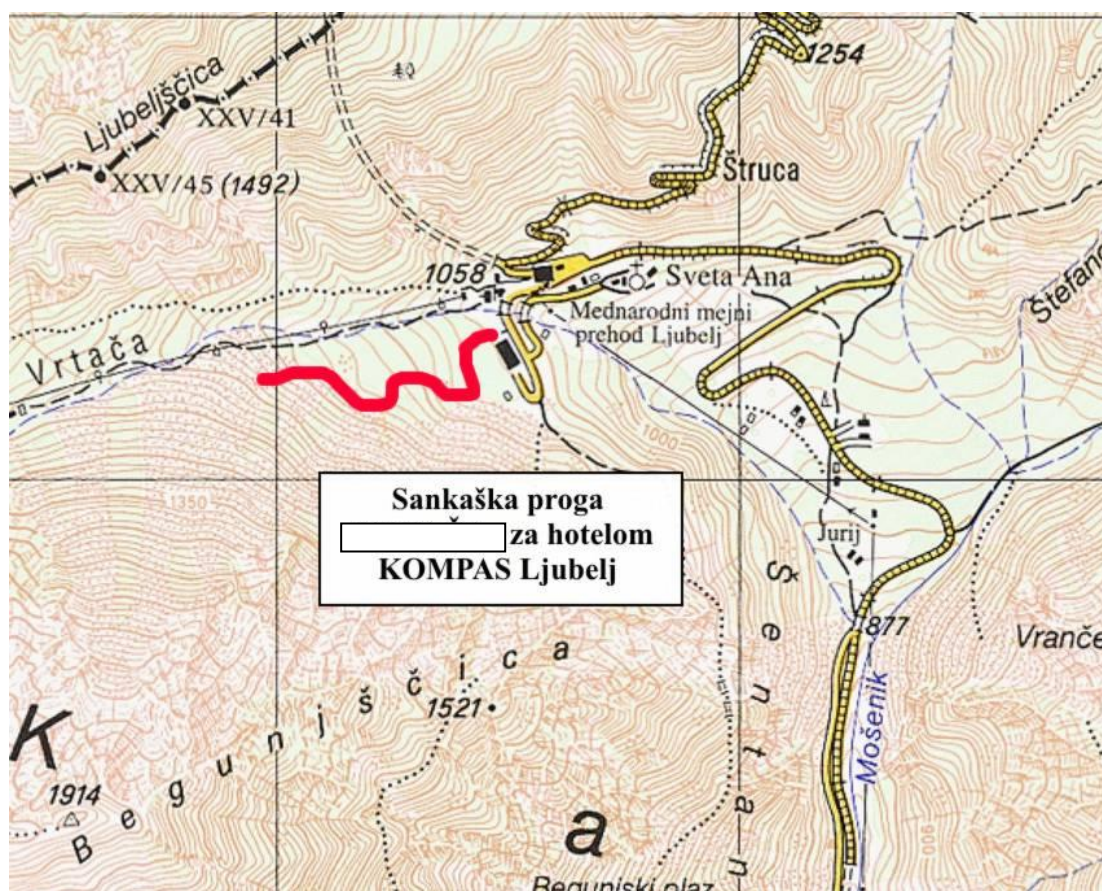 1254
Ljubeljščica
XXV/41
XXV/45 (1492)
Štruca
1058
Sveta Ana
Mednarodni mejni
prehod Ljubelj
Vrtača
Štefan
1000
1350
Sankaška proga
za hotelom
KOMPAS Ljubelj
Jurij
877
Vranče
Mošenik
Begunjščica
1521
1914
K
a
Šentan
900
Begunjski plaz